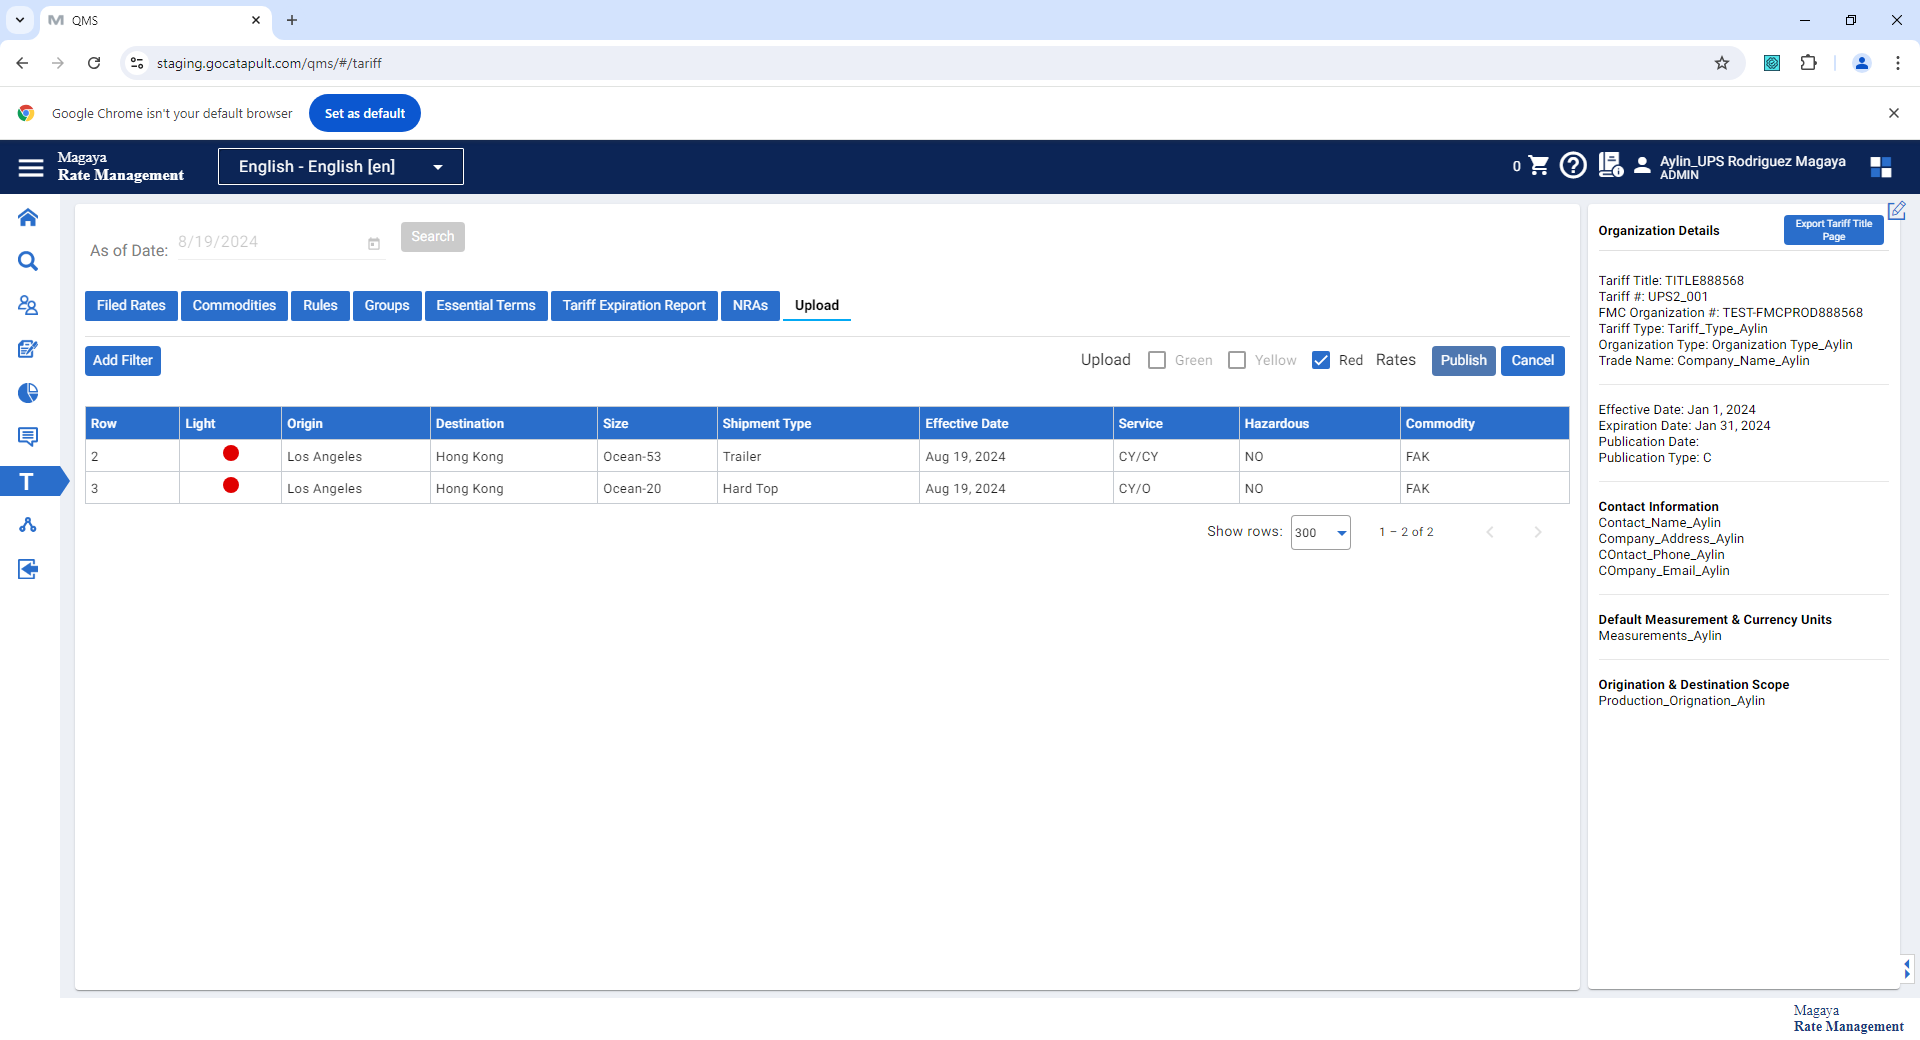 QMS
staging.gocatapult.com/qms/#/tariff
Google Chrome isn't your default browser
Set as default
Magaya
Rate Management
English - English [en]
0
Aylin_UPS Rodriguez Magaya
ADMIN
As of Date:
8/19/2024
Search
Filed Rates
Commodities
Rules
Groups
Essential Terms
Tariff Expiration Report
NRAs
Upload
Add Filter
Upload
Green
Yellow
Red
Rates
Publish
Cancel
Row Light Origin Destination Size Shipment Type Effective Date Service Hazardous Commodity
2 Los Angeles Hong Kong Ocean-53 Trailer Aug 19, 2024 CY/CY NO FAK
3 Los Angeles Hong Kong Ocean-20 Hard Top Aug 19, 2024 CY/O NO FAK
Show rows: 300 1 – 2 of 2
T
Organization Details
Export Tariff Title
Page
Tariff Title: TITLE888568
Tariff #: UPS2_001
FMC Organization #: TEST-FMCPROD888568
Tariff Type: Tariff_Type_Aylin
Organization Type: Organization Type_Aylin
Trade Name: Company_Name_Aylin
Effective Date: Jan 1, 2024
Expiration Date: Jan 31, 2024
Publication Date:
Publication Type: C
Contact Information
Contact_Name_Aylin
Company_Address_Aylin
COntact_Phone_Aylin
COmpany_Email_Aylin
Default Measurement & Currency Units
Measurements_Aylin
Origination & Destination Scope
Production_Orignation_Aylin
Magaya
Rate Management